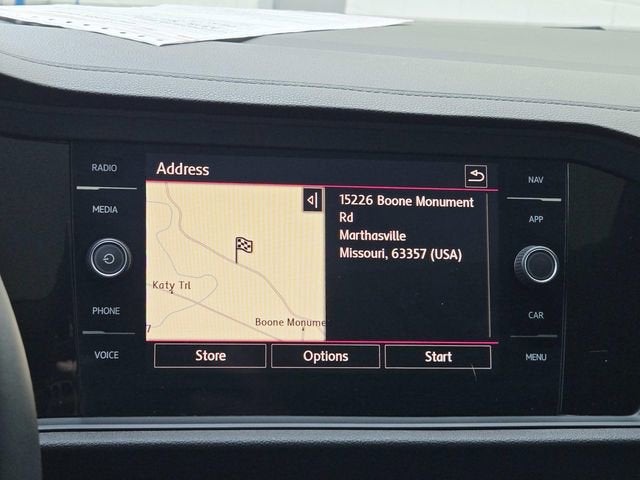 RADIO
MEDIA
PHONE
VOICE
Address
15226 Boone Monument
Rd
Marthasville
Missouri, 63357 (USA)
Katy Trl
Boone Monume
7
Store
Options
Start
NAV
APP
CAR
MENU